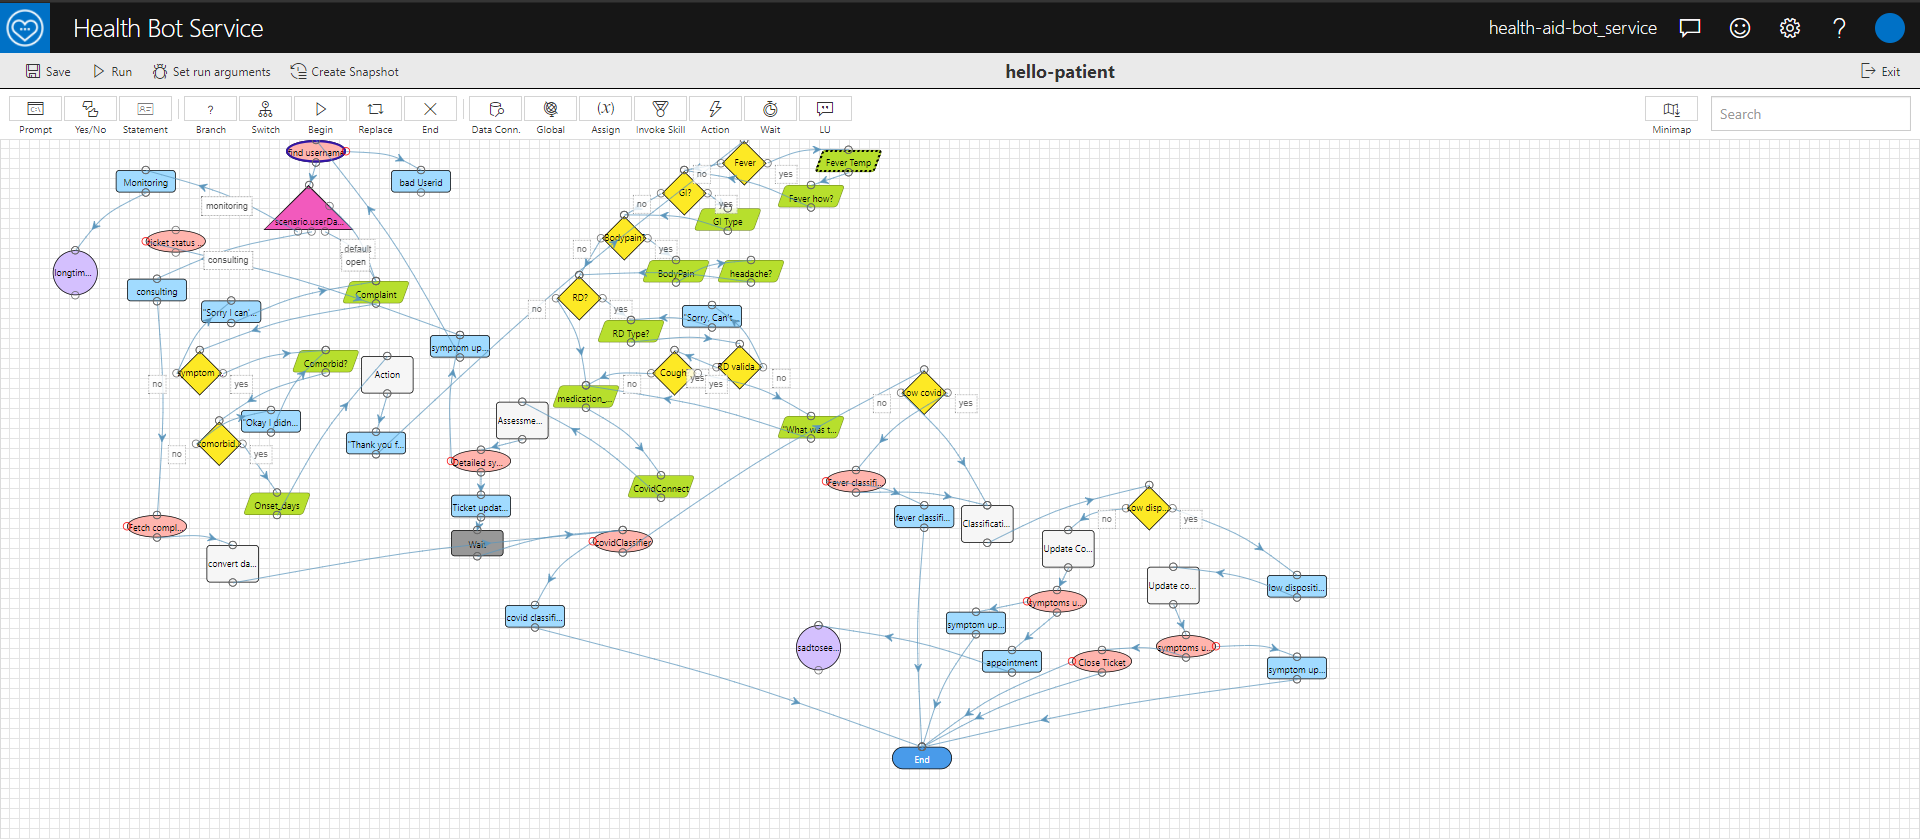 Health Bot Service
health-aid-bot_service
?
Save
Run
Set run arguments
Create Snapshot
hello-patient
Exit
Prompt
Yes/No
Statement
?
Branch
Switch
Begin
Replace
End
Data Conn.
Global
(x)
Assign
Invoke Skill
Action
Wait
LU
Minimap
Search
find username
bad Userid
Monitoring
monitoring
scenario.userDa...
ticket status ...
default
open
consulting
longtim...
consulting
Complaint
"Sorry I can'...
symptom up...
symptom
no
yes
Comorbid?
Action
"Okay I didn...
comorbid
no
yes
"Thank you f...
Onset_days
Fetch compl...
convert da...
Fever
no
yes
Fever Temp
Fever how?
GI?
no
yes
GI Type
Bodypain
no
yes
BodyPain
headache?
RD?
no
yes
"Sorry, Can't...
RD Type?
RD valida...
Cough
no
yes
yes
no
medication_...
"What was t...
Assessme...
Detailed sy...
CovidConnect
Ticket updat...
Wait
covidClassifier
covid classifi...
low covid
no
yes
Fever classifi...
fever classifi...
Classificati...
low disp...
no
yes
Update Co...
Update co...
low dispositi...
symptoms u...
symptom up...
sadtosee...
appointment
Close Ticket
symptoms u...
symptom up...
End